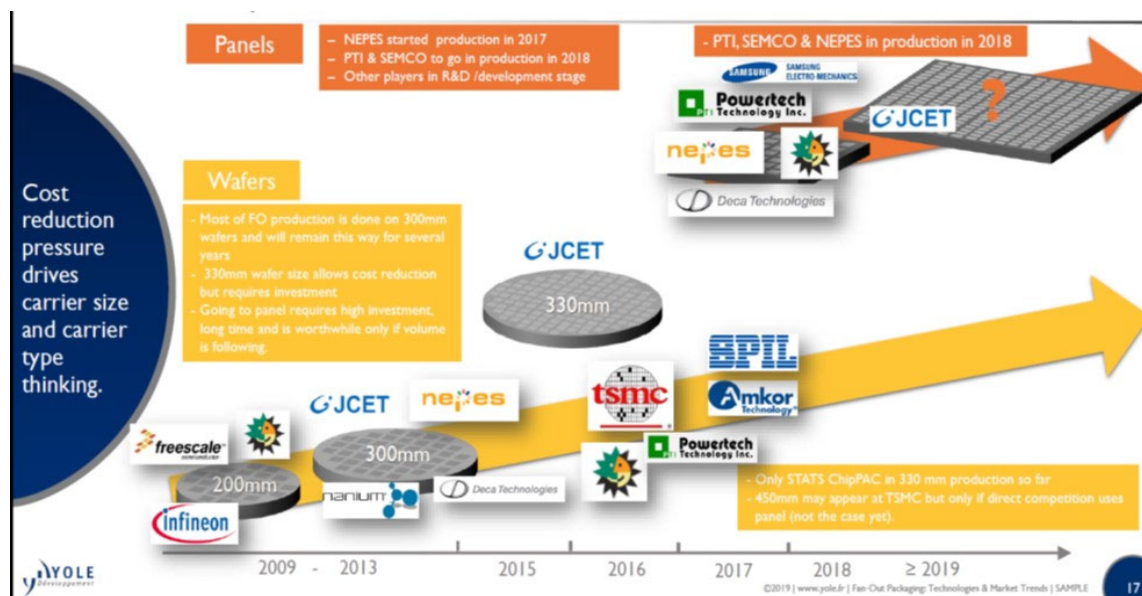 Panels
– NEPES started production in 2017
– PTI & SEMCO to go in production in 2018
– Other players in R&D /development stage
- PTI, SEMCO & NEPES in production in 2018
SAMSUNG
SAMSUNG
ELECTRO-MECHANICS
PTI
Powertech
Technology Inc.
JCET
?
nepes
Deca Technologies
Cost
reduction
pressure
drives
carrier size
and carrier
type
thinking.
Wafers
- Most of FO production is done on 300mm
wafers and will remain this way for several
years
- 330mm wafer size allows cost reduction
but requires investment
- Going to panel requires high investment,
long time and is worthwhile only if volume
is following.
JCET
330mm
SPIL
Amkor
Technology
tsmc
JCET
nepes
freescale
semiconductor
300mm
PTI
Powertech
Technology Inc.
200mm
nanium
Deca Technologies
infineon
- Only STATS ChipPAC in 330 mm production so far
- 450mm may appear at TSMC but only if direct competition uses
panel (not the case yet).
2009 - 2013
2015
2016
2017
2018
≥ 2019
YOLE
Développement
©2019 | www.yole.fr | Fan-Out Packaging: Technologies & Market Trends | SAMPLE
17